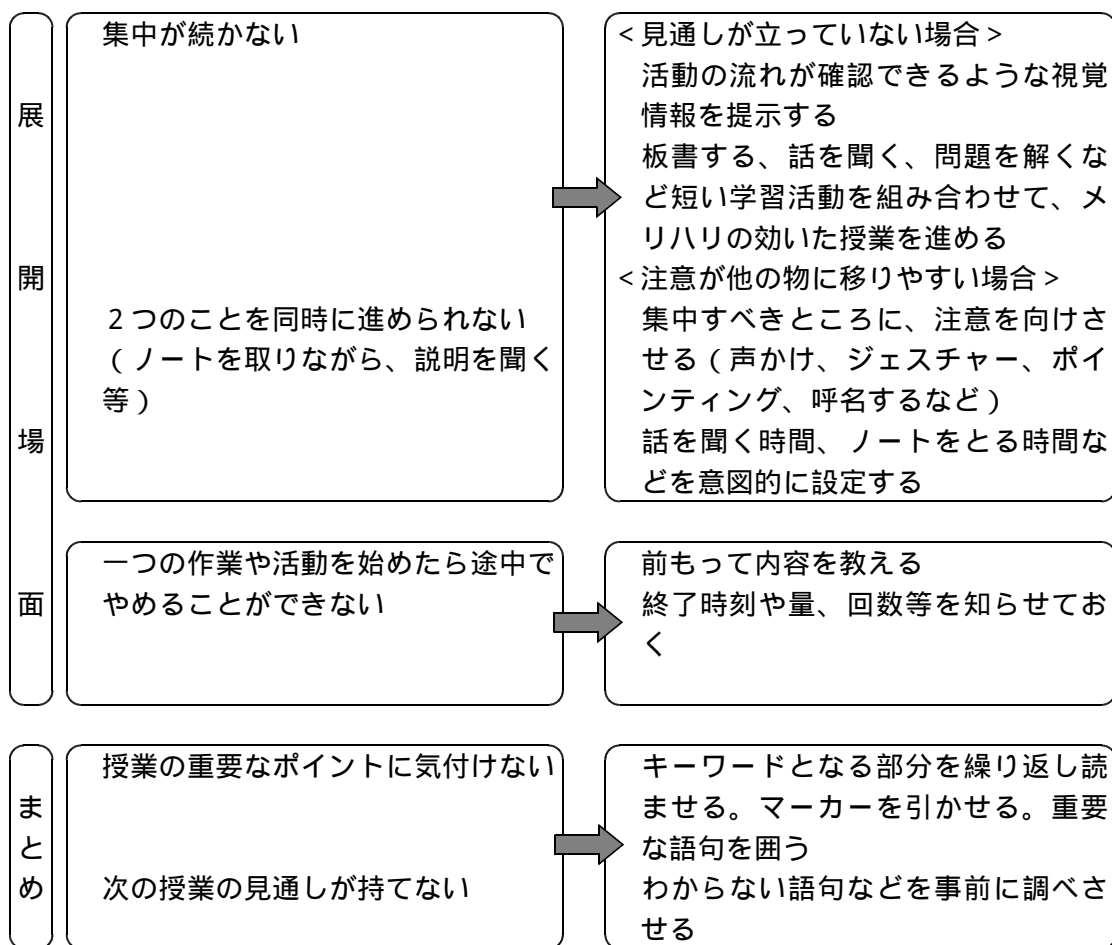 展開場面
集中が続かない
２つのことを同時に進められない
（ノートを取りながら、説明を聞く
等）
＜見通しが立っていない場合＞
活動の流れが確認できるような視覚
情報を提示する
板書する、話を聞く、問題を解くな
ど短い学習活動を組み合わせて、メ
リハリの効いた授業を進める
＜注意が他の物に移りやすい場合＞
集中すべきところに、注意を向けさ
せる（声かけ、ジェスチャー、ポイ
ンティング、呼名するなど）
話を聞く時間、ノートをとる時間な
どを意図的に設定する
一つの作業や活動を始めたら途中で
やめることができない
前もって内容を教える
終了時刻や量、回数等を知らせてお
く
まとめ
授業の重要なポイントに気付けない
次の授業の見通しが持てない
キーワードとなる部分を繰り返し読
ませる。マーカーを引かせる。重要
な語句を囲う
わからない語句などを事前に調べさ
せる